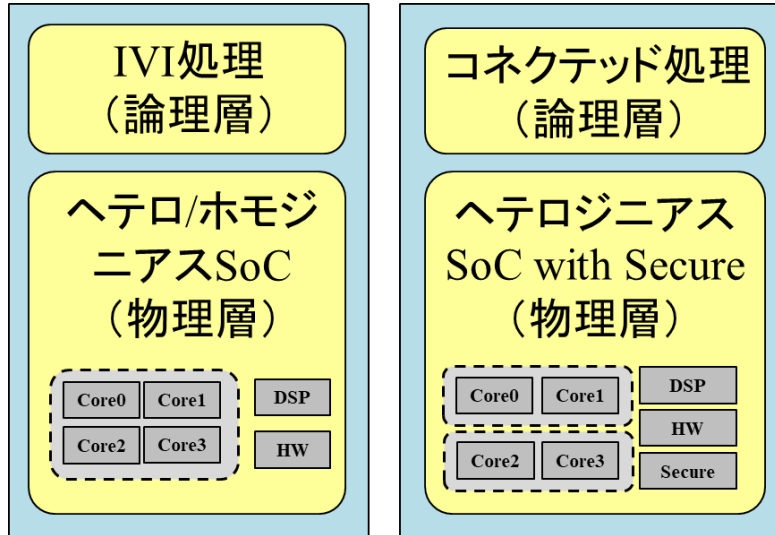 IVI処理
（論理層）
ヘテロ/ホモジ
ニアスSoC
（物理層）
Core0 Core1
Core2 Core3
DSP
HW
コネクテッド処理
（論理層）
ヘテロジニアス
SoC with Secure
（物理層）
Core0 Core1
Core2 Core3
DSP
HW
Secure